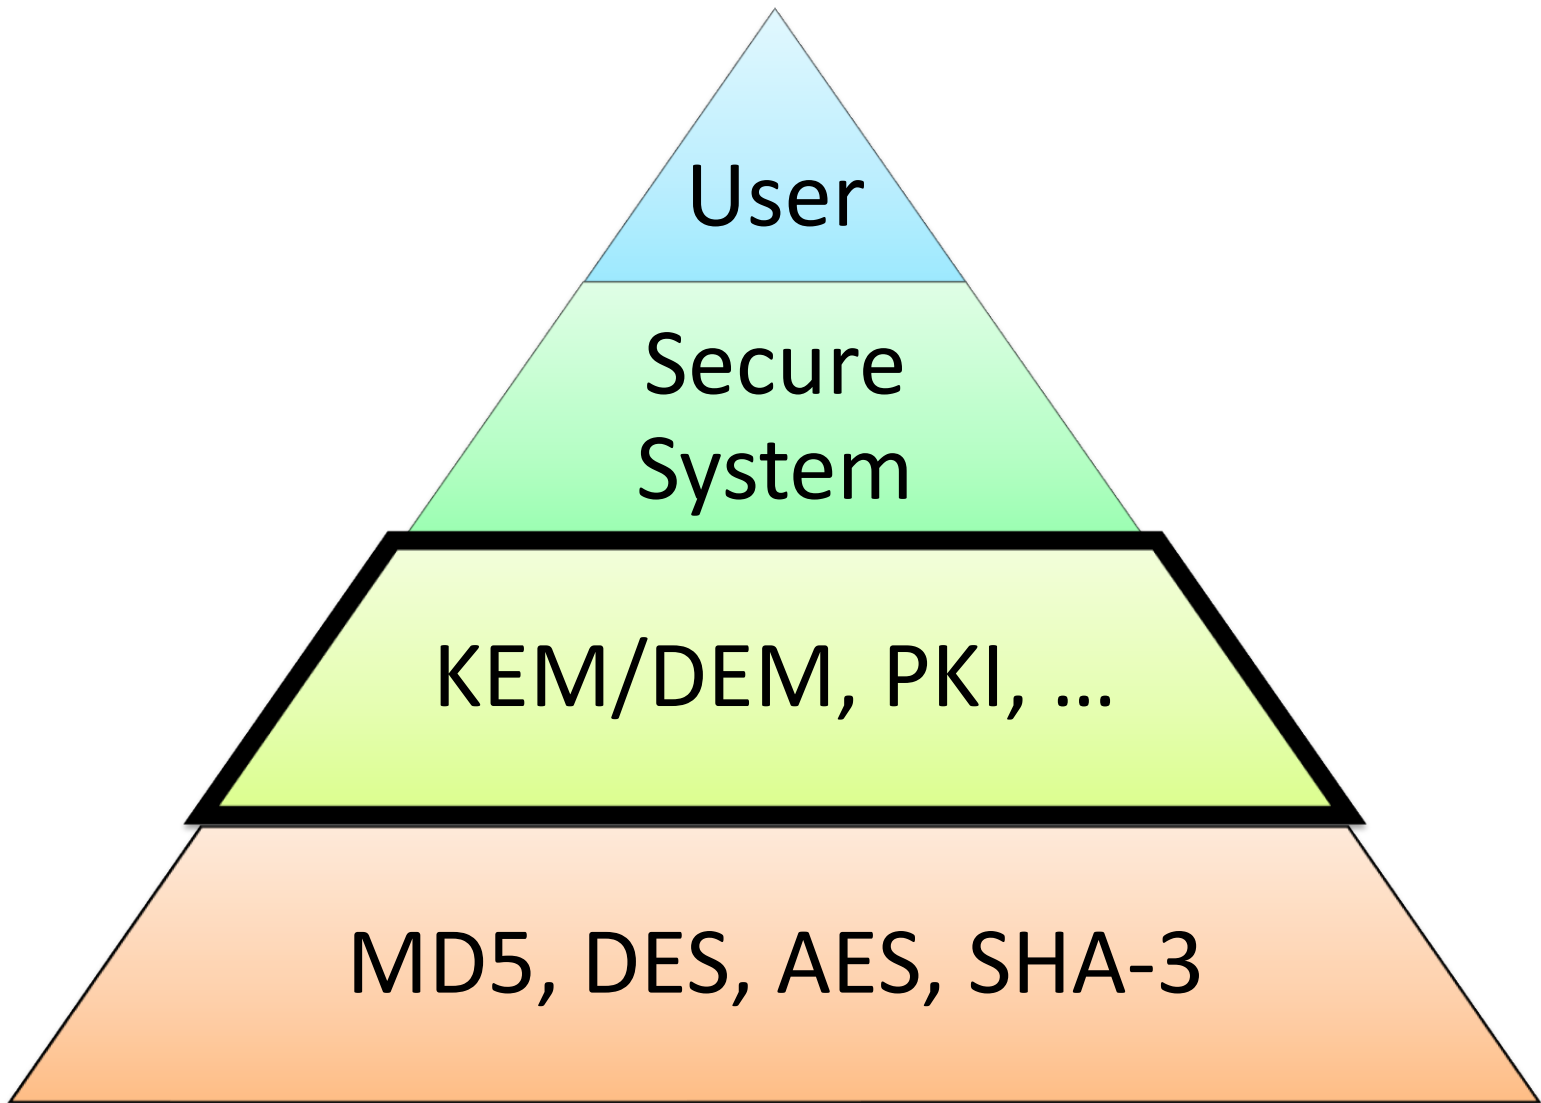 User
Secure
System
KEM/DEM, PKI, ...
MD5, DES, AES, SHA-3